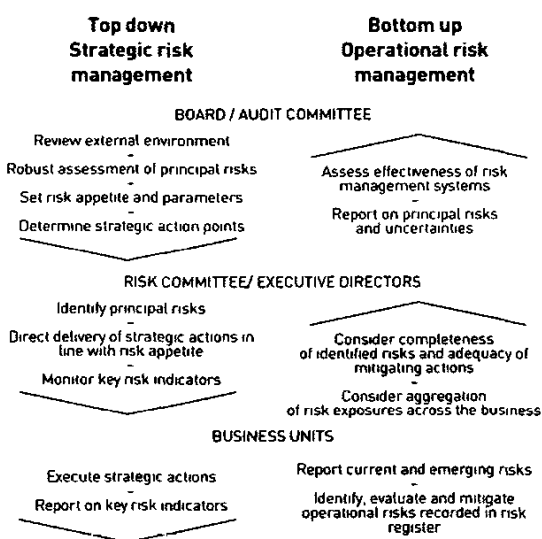 Top down
Strategic risk
management
Bottom up
Operational risk
management
BOARD / AUDIT COMMITTEE
Review external environment
–
Robust assessment of principal risks
–
Set risk appetite and parameters
–
Determine strategic action points
Assess effectiveness of risk
management systems
–
Report on principal risks
and uncertainties
RISK COMMITTEE/ EXECUTIVE DIRECTORS
Identify principal risks
–
Direct delivery of strategic actions in
line with risk appetite
–
Monitor key risk indicators
Consider completeness
of identified risks and adequacy of
mitigating actions
–
Consider aggregation
of risk exposures across the business
BUSINESS UNITS
Execute strategic actions
–
Report on key risk indicators
Report current and emerging risks
–
Identify, evaluate and mitigate
operational risks recorded in risk
register